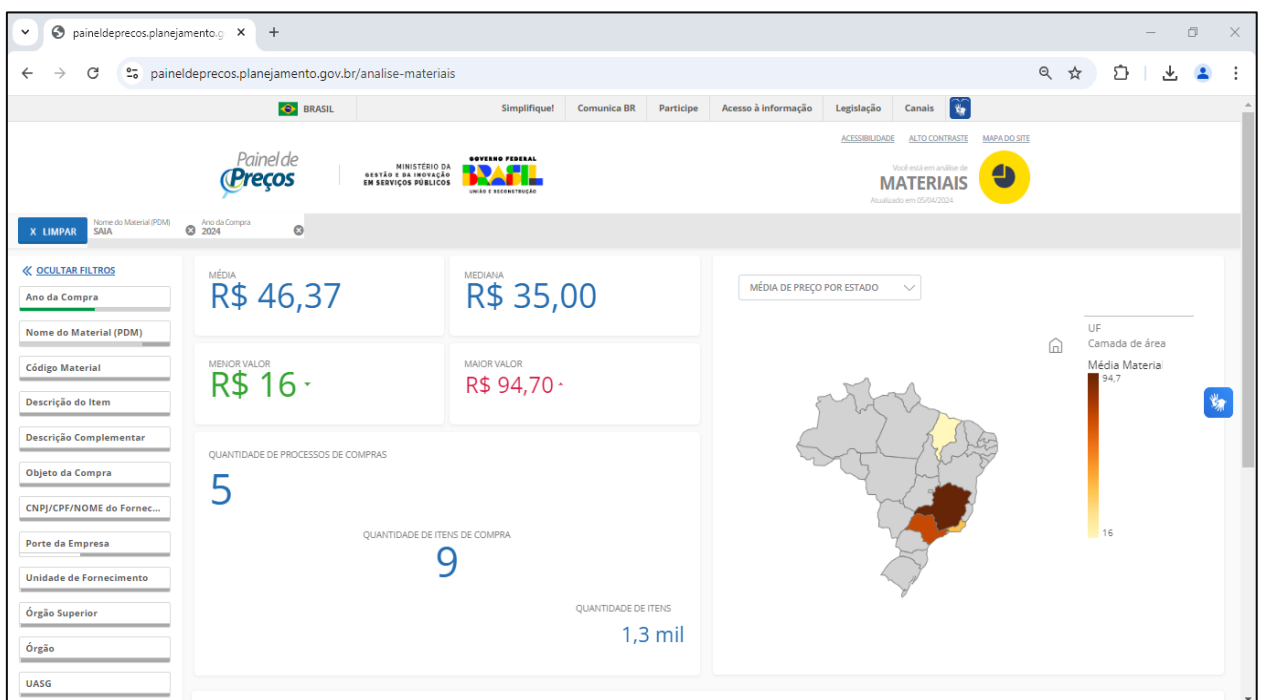 paineldeprecos.planejamento.g
paineldeprecos.planejamento.gov.br/analise-materiais
BRASIL
Simplifique!
Comunica BR
Participe
Acesso à informação
Legislação
Canais
ACESSIBILIDADE
ALTO CONTRASTE
MAPA DO SITE
Painel de
Preços
MINISTÉRIO DA
GESTÃO E DA INOVAÇÃO
EM SERVIÇOS PÚBLICOS
GOVERNO FEDERAL
BRASIL
UNIÃO E RECONSTRUÇÃO
Você está em análise de
MATERIAIS
Atualizado em 05/04/2024
X LIMPAR
Nome do Material (PDM)
SAIA
Ano da Compra
2024
OCULTAR FILTROS
Ano da Compra
Nome do Material (PDM)
Código Material
Descrição do Item
Descrição Complementar
Objeto da Compra
CNPJ/CPF/NOME do Fornec...
Porte da Empresa
Unidade de Fornecimento
Órgão Superior
Órgão
UASG
MÉDIA
R$ 46,37
MEDIANA
R$ 35,00
MENOR VALOR
R$ 16
MAIOR VALOR
R$ 94,70
QUANTIDADE DE PROCESSOS DE COMPRAS
5
QUANTIDADE DE ITENS DE COMPRA
9
QUANTIDADE DE ITENS
1,3 mil
MÉDIA DE PREÇO POR ESTADO
UF
Camada de área
Média Material
94,7
16